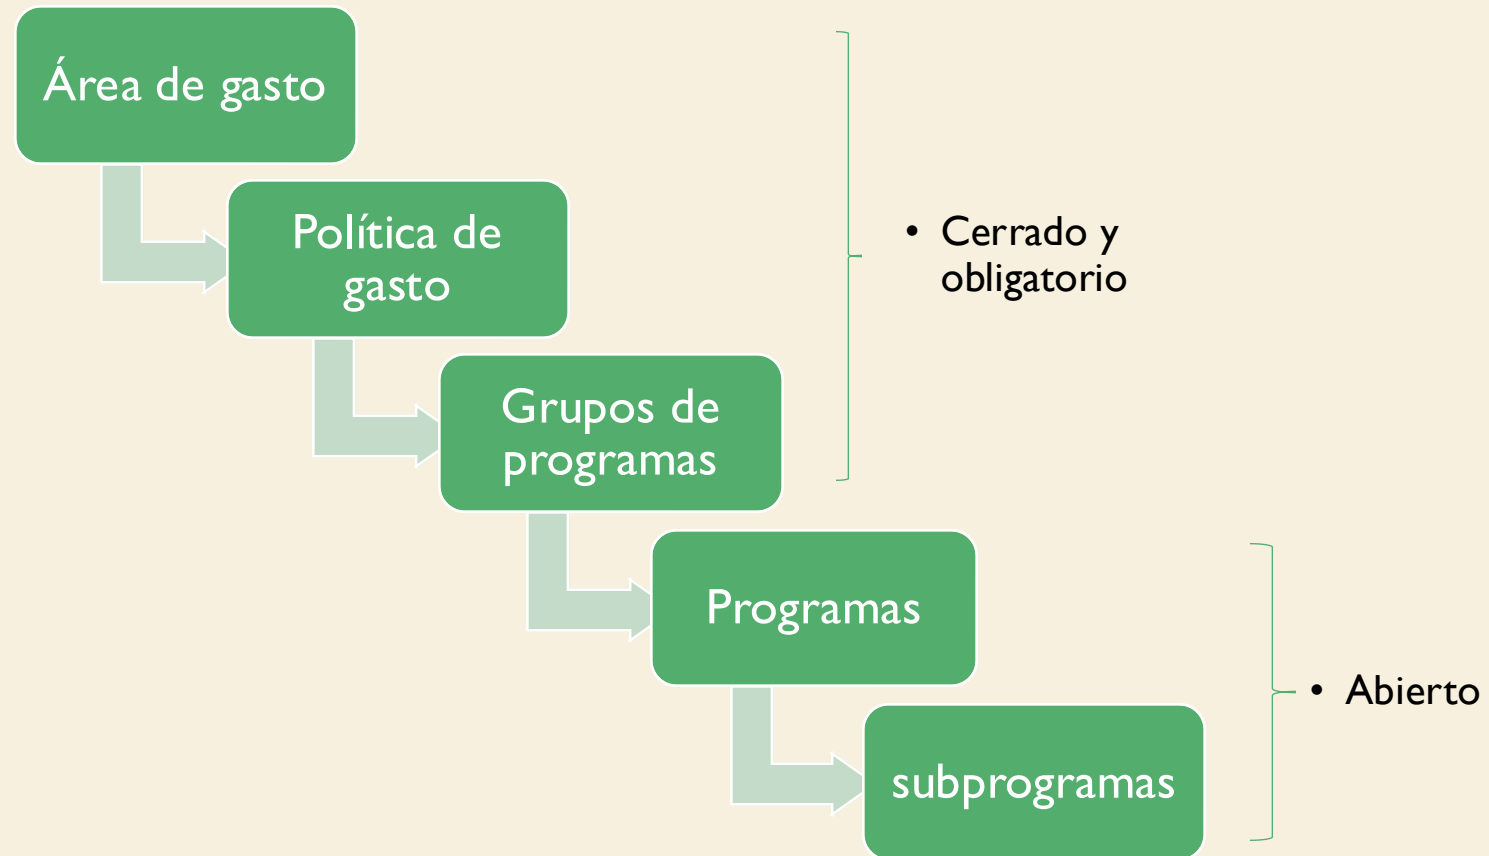 Área de gasto
Política de
gasto
• Cerrado y
obligatorio
Grupos de
programas
Programas
• Abierto
subprogramas